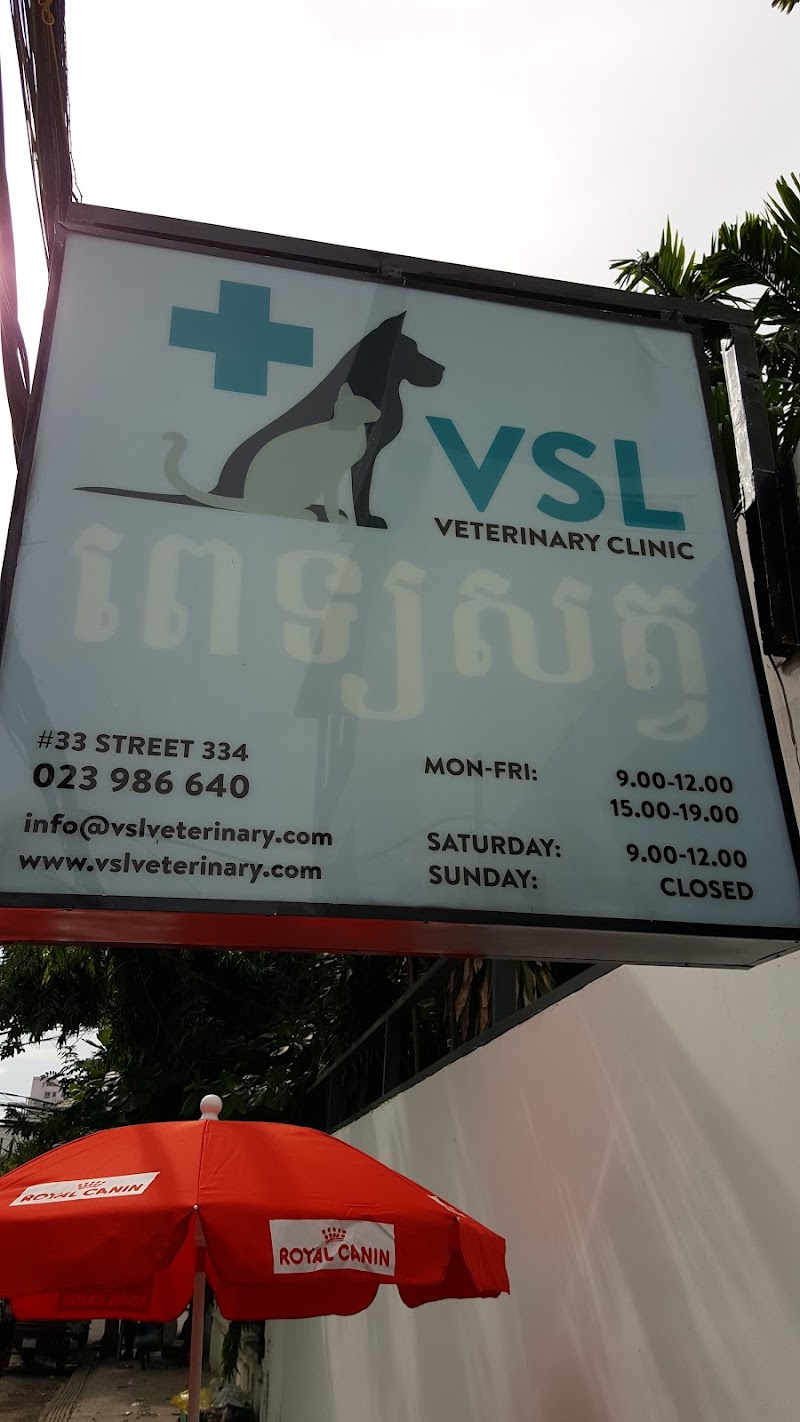 VSL
VETERINARY CLINIC
ពេទ្យសត្វ
#33 STREET 334
023 986 640
info@vslveterinary.com
www.vslveterinary.com
MON-FRI: 9.00-12.00
15.00-19.00
SATURDAY: 9.00-12.00
SUNDAY: CLOSED
ROYAL CANIN
ROYAL CANIN